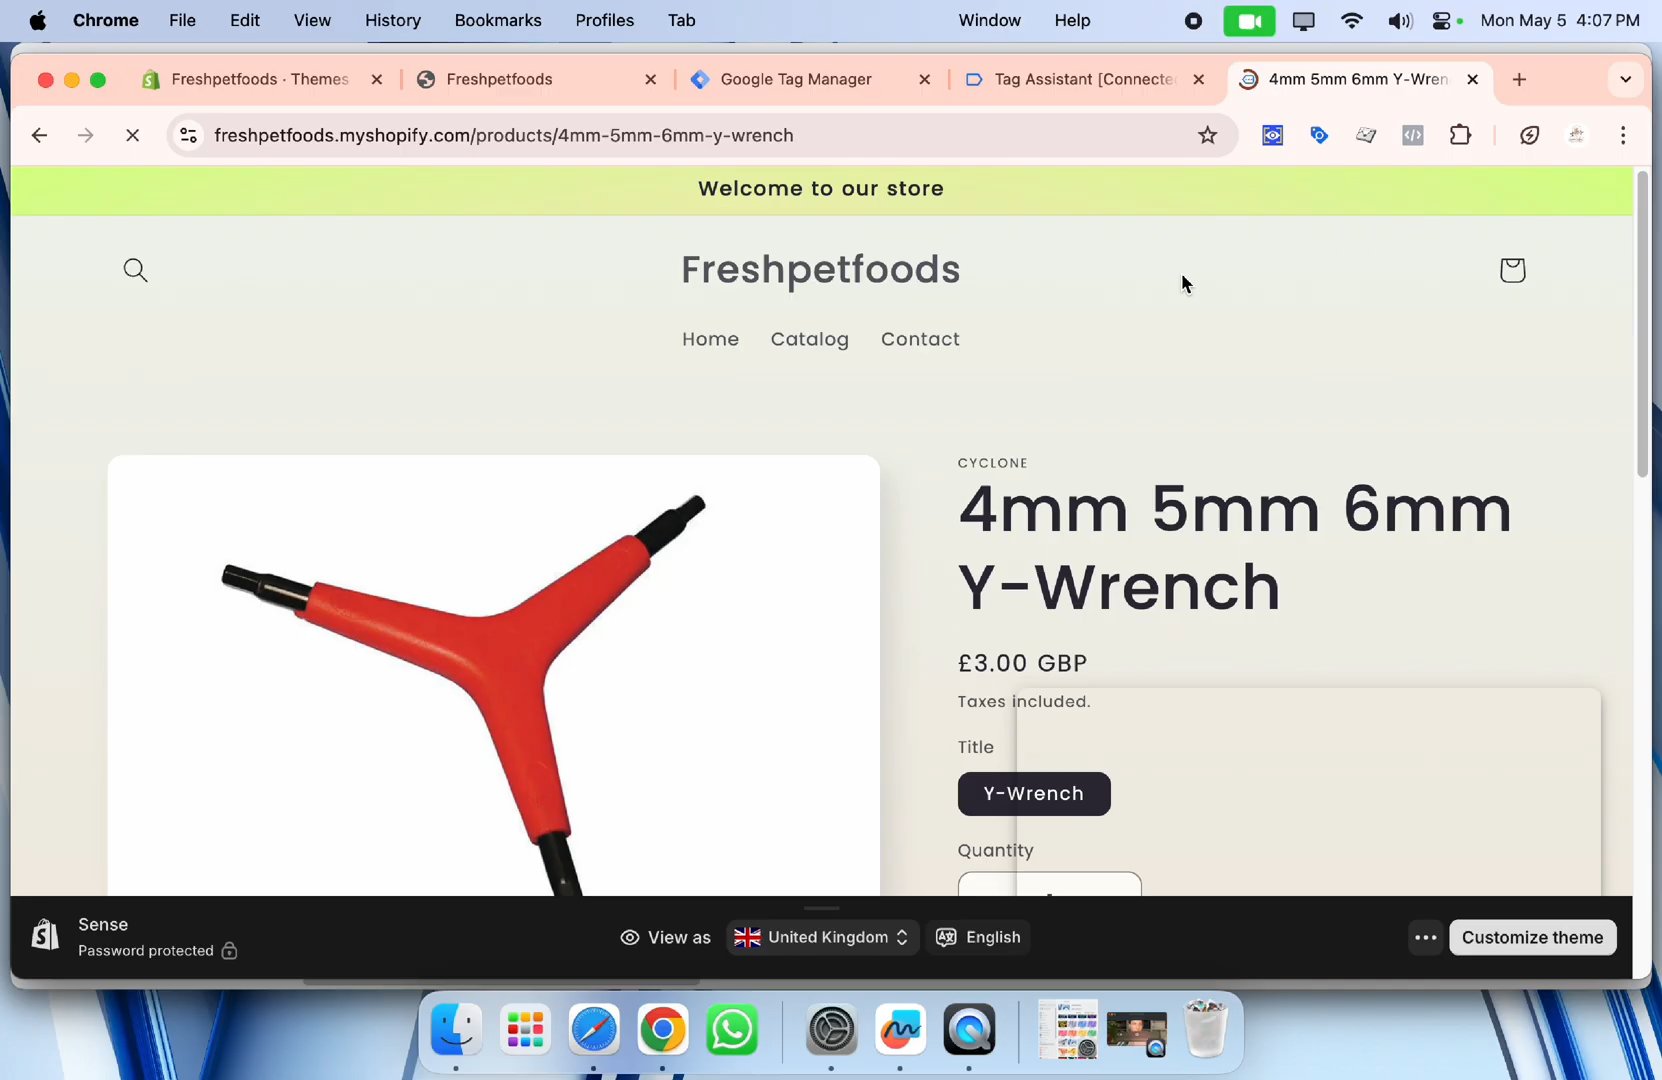 Chrome File Edit View History Bookmarks Profiles Tab Window Help Mon May 5 4:07 PM
Freshpetfoods · Themes Freshpetfoods Google Tag Manager Tag Assistant [Connecte 4mm 5mm 6mm Y-Wren
freshpetfoods.myshopify.com/products/4mm-5mm-6mm-y-wrench
Welcome to our store
Freshpetfoods
Home Catalog Contact
CYCLONE
4mm 5mm 6mm
Y-Wrench
£3.00 GBP
Taxes included.
Title
Y-Wrench
Quantity
Sense
Password protected
View as United Kingdom English
Customize theme